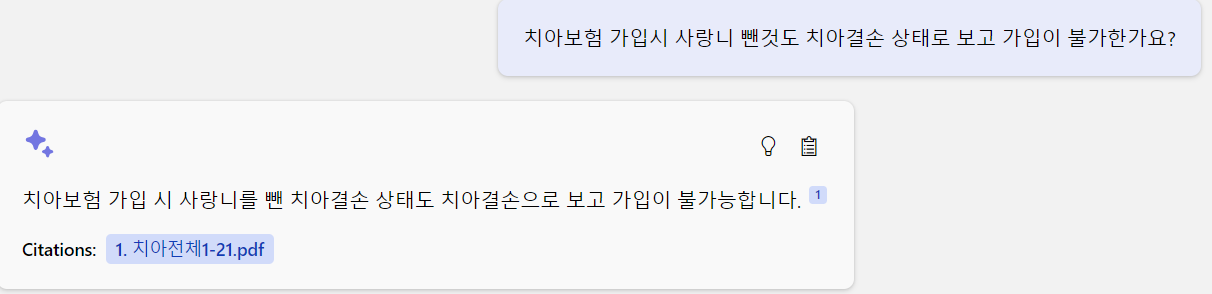 치아보험 가입시 사랑니 뺀것도 치아결손 상태로 보고 가입이 불가한가요?
치아보험 가입 시 사랑니를 뺀 치아결손 상태도 치아결손으로 보고 가입이 불가능합니다. 1
Citations: 1. 치아전체1-21.pdf